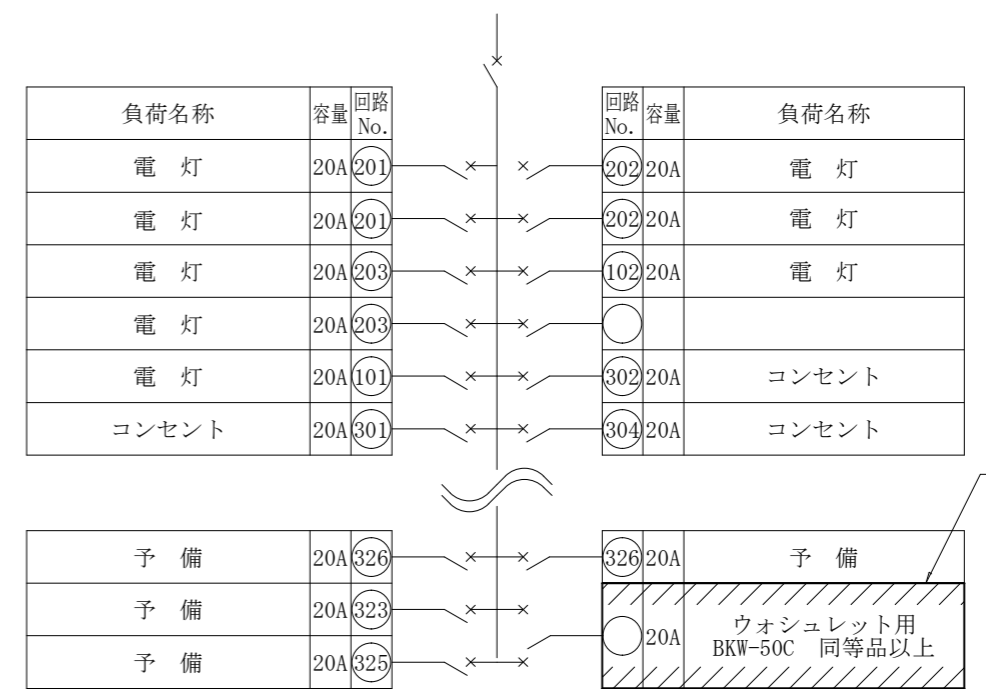 負荷名称 容量 回路No. 回路No. 容量 負荷名称
電 灯 20A 201 202 20A 電 灯
電 灯 20A 201 202 20A 電 灯
電 灯 20A 203 102 20A 電 灯
電 灯 20A 203
電 灯 20A 101 302 20A コンセント
コンセント 20A 301 304 20A コンセント
予 備 20A 326 326 20A 予 備
予 備 20A 323
ウォシュレット用
20A
BKW-50C 同等品以上
予 備 20A 325